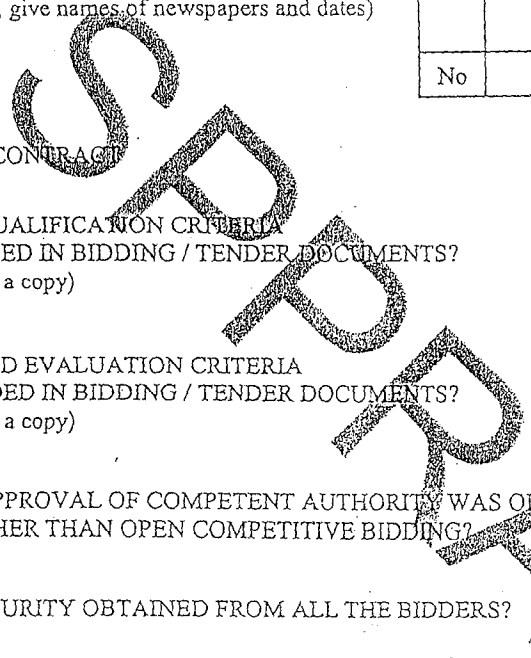 , give names of newspapers and dates)
No
CONTRACT
UALIFICATION CRITERIA
ED IN BIDDING / TENDER DOCUMENTS?
a copy)
D EVALUATION CRITERIA
DED IN BIDDING / TENDER DOCUMENTS?
a copy)
PPROVAL OF COMPETENT AUTHORITY WAS O
HER THAN OPEN COMPETITIVE BIDDING?
URITY OBTAINED FROM ALL THE BIDDERS?
SPPR